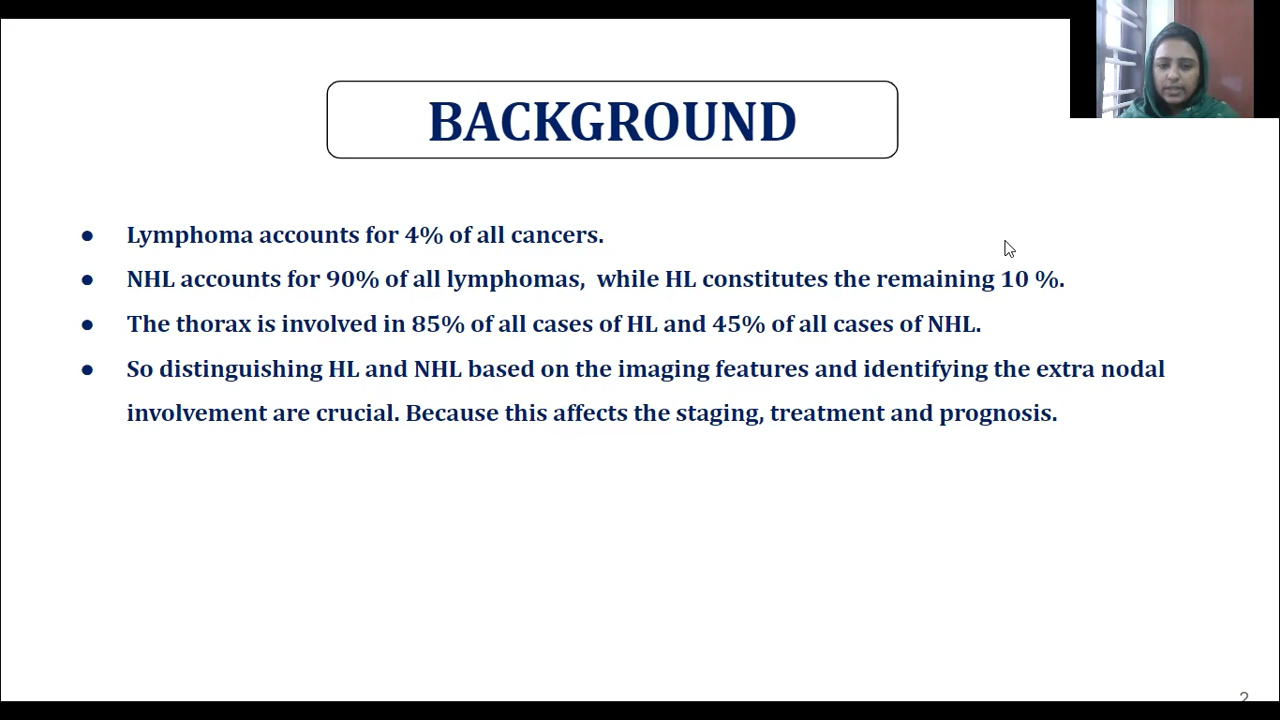 BACKGROUND
● Lymphoma accounts for 4% of all cancers.
● NHL accounts for 90% of all lymphomas,  while HL constitutes the remaining 10 %.
● The thorax is involved in 85% of all cases of HL and 45% of all cases of NHL.
● So distinguishing HL and NHL based on the imaging features and identifying the extra nodal
involvement are crucial. Because this affects the staging, treatment and prognosis.
2